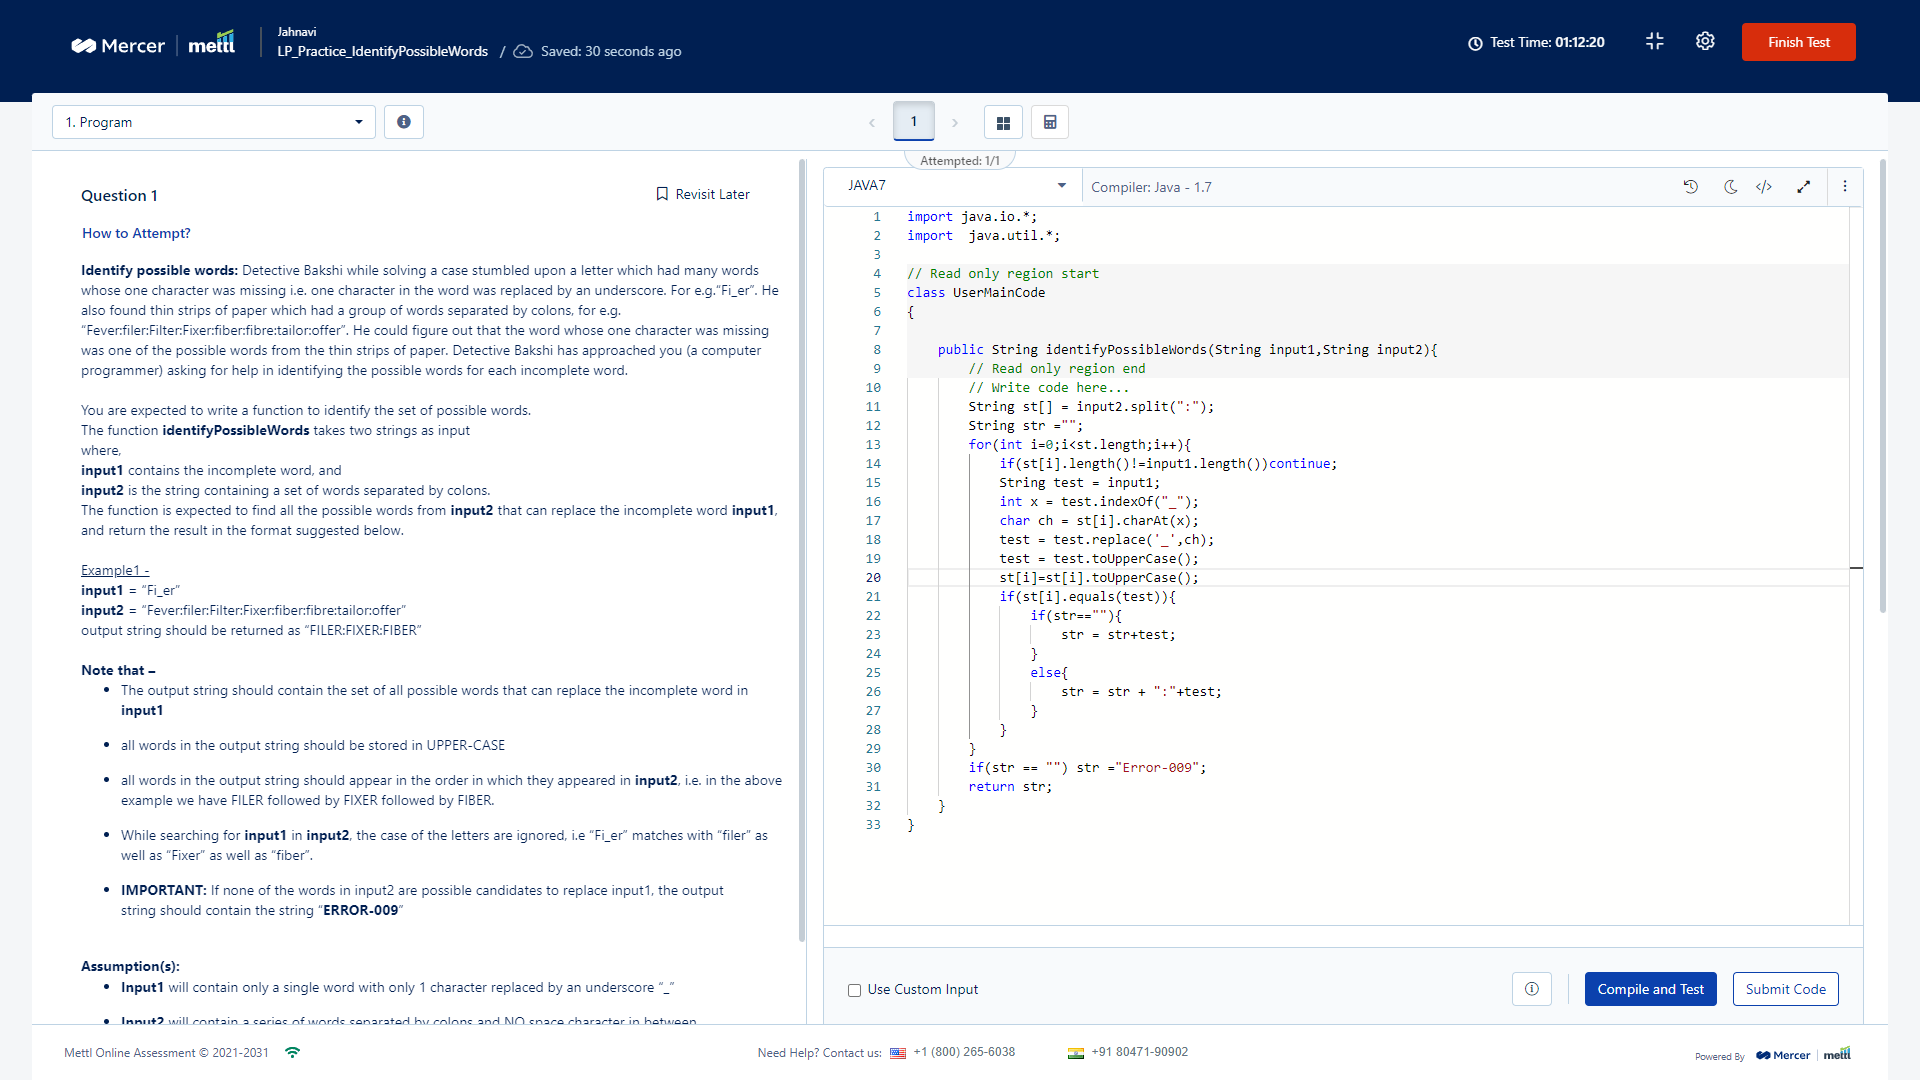 Mercer | mettl
Jahnavi
LP_Practice_IdentifyPossibleWords / Saved: 30 seconds ago
Test Time: 01:12:20
Finish Test
1. Program
1
Attempted: 1/1
Question 1
Revisit Later
How to Attempt?
Identify possible words: Detective Bakshi while solving a case stumbled upon a letter which had many words
whose one character was missing i.e. one character in the word was replaced by an underscore. For e.g.“Fi_er”. He
also found thin strips of paper which had a group of words separated by colons, for e.g.
“Fever:filer:Filter:Fixer:fiber:fibre:tailor:offer”. He could figure out that the word whose one character was missing
was one of the possible words from the thin strips of paper. Detective Bakshi has approached you (a computer
programmer) asking for help in identifying the possible words for each incomplete word.
You are expected to write a function to identify the set of possible words.
The function identifyPossibleWords takes two strings as input
where,
input1 contains the incomplete word, and
input2 is the string containing a set of words separated by colons.
The function is expected to find all the possible words from input2 that can replace the incomplete word input1,
and return the result in the format suggested below.
Example1 -
input1 = “Fi_er”
input2 = “Fever:filer:Filter:Fixer:fiber:fibre:tailor:offer”
output string should be returned as “FILER:FIXER:FIBER”
Note that –
• The output string should contain the set of all possible words that can replace the incomplete word in
input1
• all words in the output string should be stored in UPPER-CASE
• all words in the output string should appear in the order in which they appeared in input2, i.e. in the above
example we have FILER followed by FIXER followed by FIBER.
• While searching for input1 in input2, the case of the letters are ignored, i.e “Fi_er” matches with “filer” as
well as “Fixer” as well as “fiber”.
• IMPORTANT: If none of the words in input2 are possible candidates to replace input1, the output
string should contain the string “ERROR-009”
Assumption(s):
• Input1 will contain only a single word with only 1 character replaced by an underscore “_”
• Input2 will contain a series of words separated by colons and NO space character in between
JAVA7
Compiler: Java - 1.7
1 import java.io.*;
2 import  java.util.*;
3
4 // Read only region start
5 class UserMainCode
6 {
7
8     public String identifyPossibleWords(String input1,String input2){
9         // Read only region end
10         // Write code here...
11         String st[] = input2.split(":");
12         String str ="";
13         for(int i=0;i<st.length;i++){
14             if(st[i].length()!=input1.length())continue;
15             String test = input1;
16             int x = test.indexOf("_");
17             char ch = st[i].charAt(x);
18             test = test.replace('_',ch);
19             test = test.toUpperCase();
20             st[i]=st[i].toUpperCase();
21             if(st[i].equals(test)){
22                 if(str==""){
23                     str = str+test;
24                 }
25                 else{
26                     str = str + ":"+test;
27                 }
28             }
29         }
30         if(str == "") str ="Error-009";
31         return str;
32     }
33 }
Use Custom Input
Compile and Test
Submit Code
Mettl Online Assessment © 2021-2031
Need Help? Contact us: +1 (800) 265-6038
+91 80471-90902
Powered By Mercer | mettl